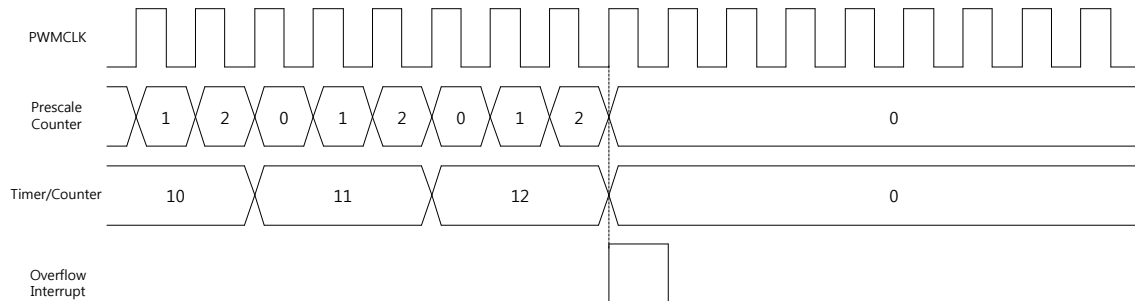 PWMCLK
Prescale
Counter
1 2 0 1 2 0 1 2 0
Timer/Counter
10 11 12 0
Overflow
Interrupt